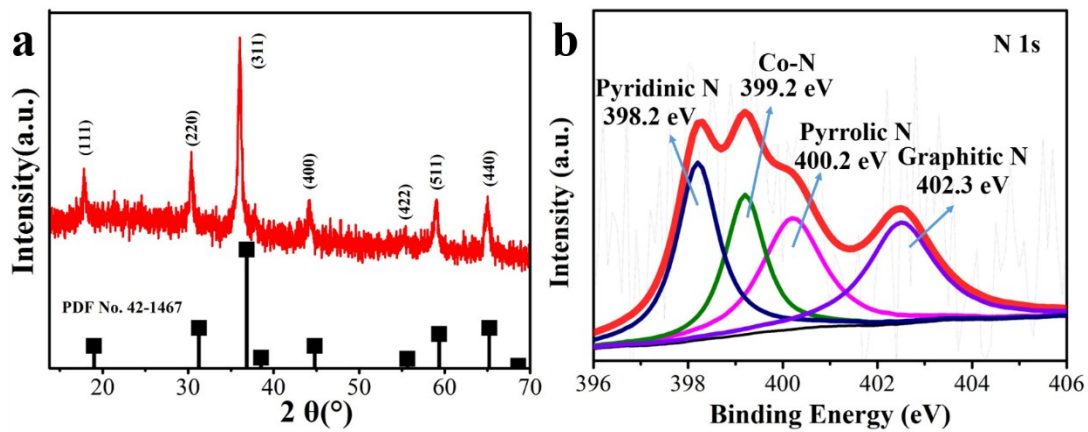 a
Intensity(a.u.)
(111)
(220)
(311)
(400)
(422)
(511)
(440)
PDF No. 42-1467
20 30 40 50 60 70
2 θ(°)
b
N 1s
Intensity (a.u.)
Pyridinic N
398.2 eV
Co-N
399.2 eV
Pyrrolic N
400.2 eV
Graphitic N
402.3 eV
396 398 400 402 404 406
Binding Energy (eV)